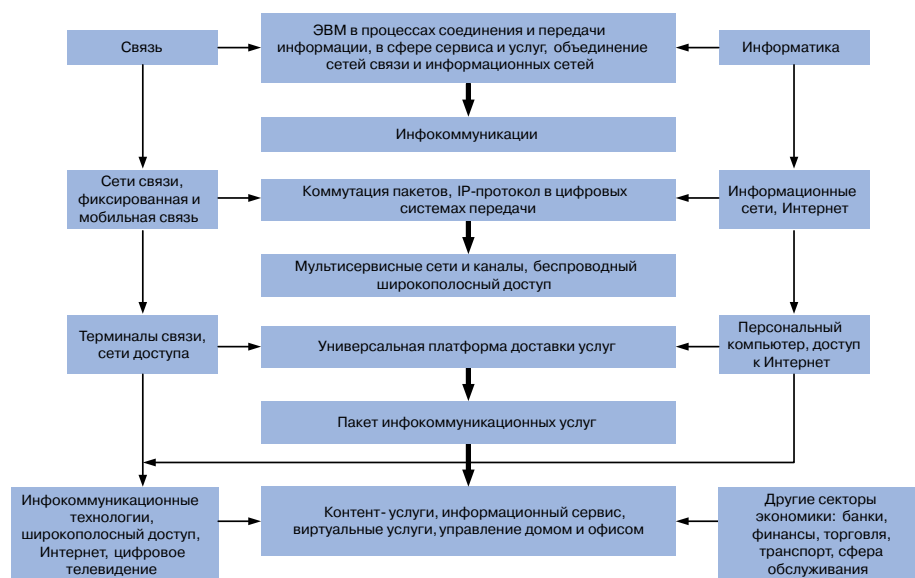 Связь
ЭВМ в процессах соединения и передачи
информации, в сфере сервиса и услуг, объединение
сетей связи и информационных сетей
Информатика
Инфокоммуникации
Сети связи,
фиксированная и
мобильная связь
Коммутация пакетов, IP-протокол в цифровых
системах передачи
Информационные
сети, Интернет
Мультисервисные сети и каналы, беспроводный
широкополосный доступ
Терминалы связи,
сети доступа
Универсальная платформа доставки услуг
Персональный
компьютер, доступ
к Интернет
Пакет инфокоммуникационных услуг
Инфокоммуникационные
технологии,
широкополосный доступ,
Интернет, цифровое
телевидение
Контент- услуги, информационный сервис,
виртуальные услуги, управление домом и офисом
Другие секторы
экономики: банки,
финансы, торговля,
транспорт, сфера
обслуживания